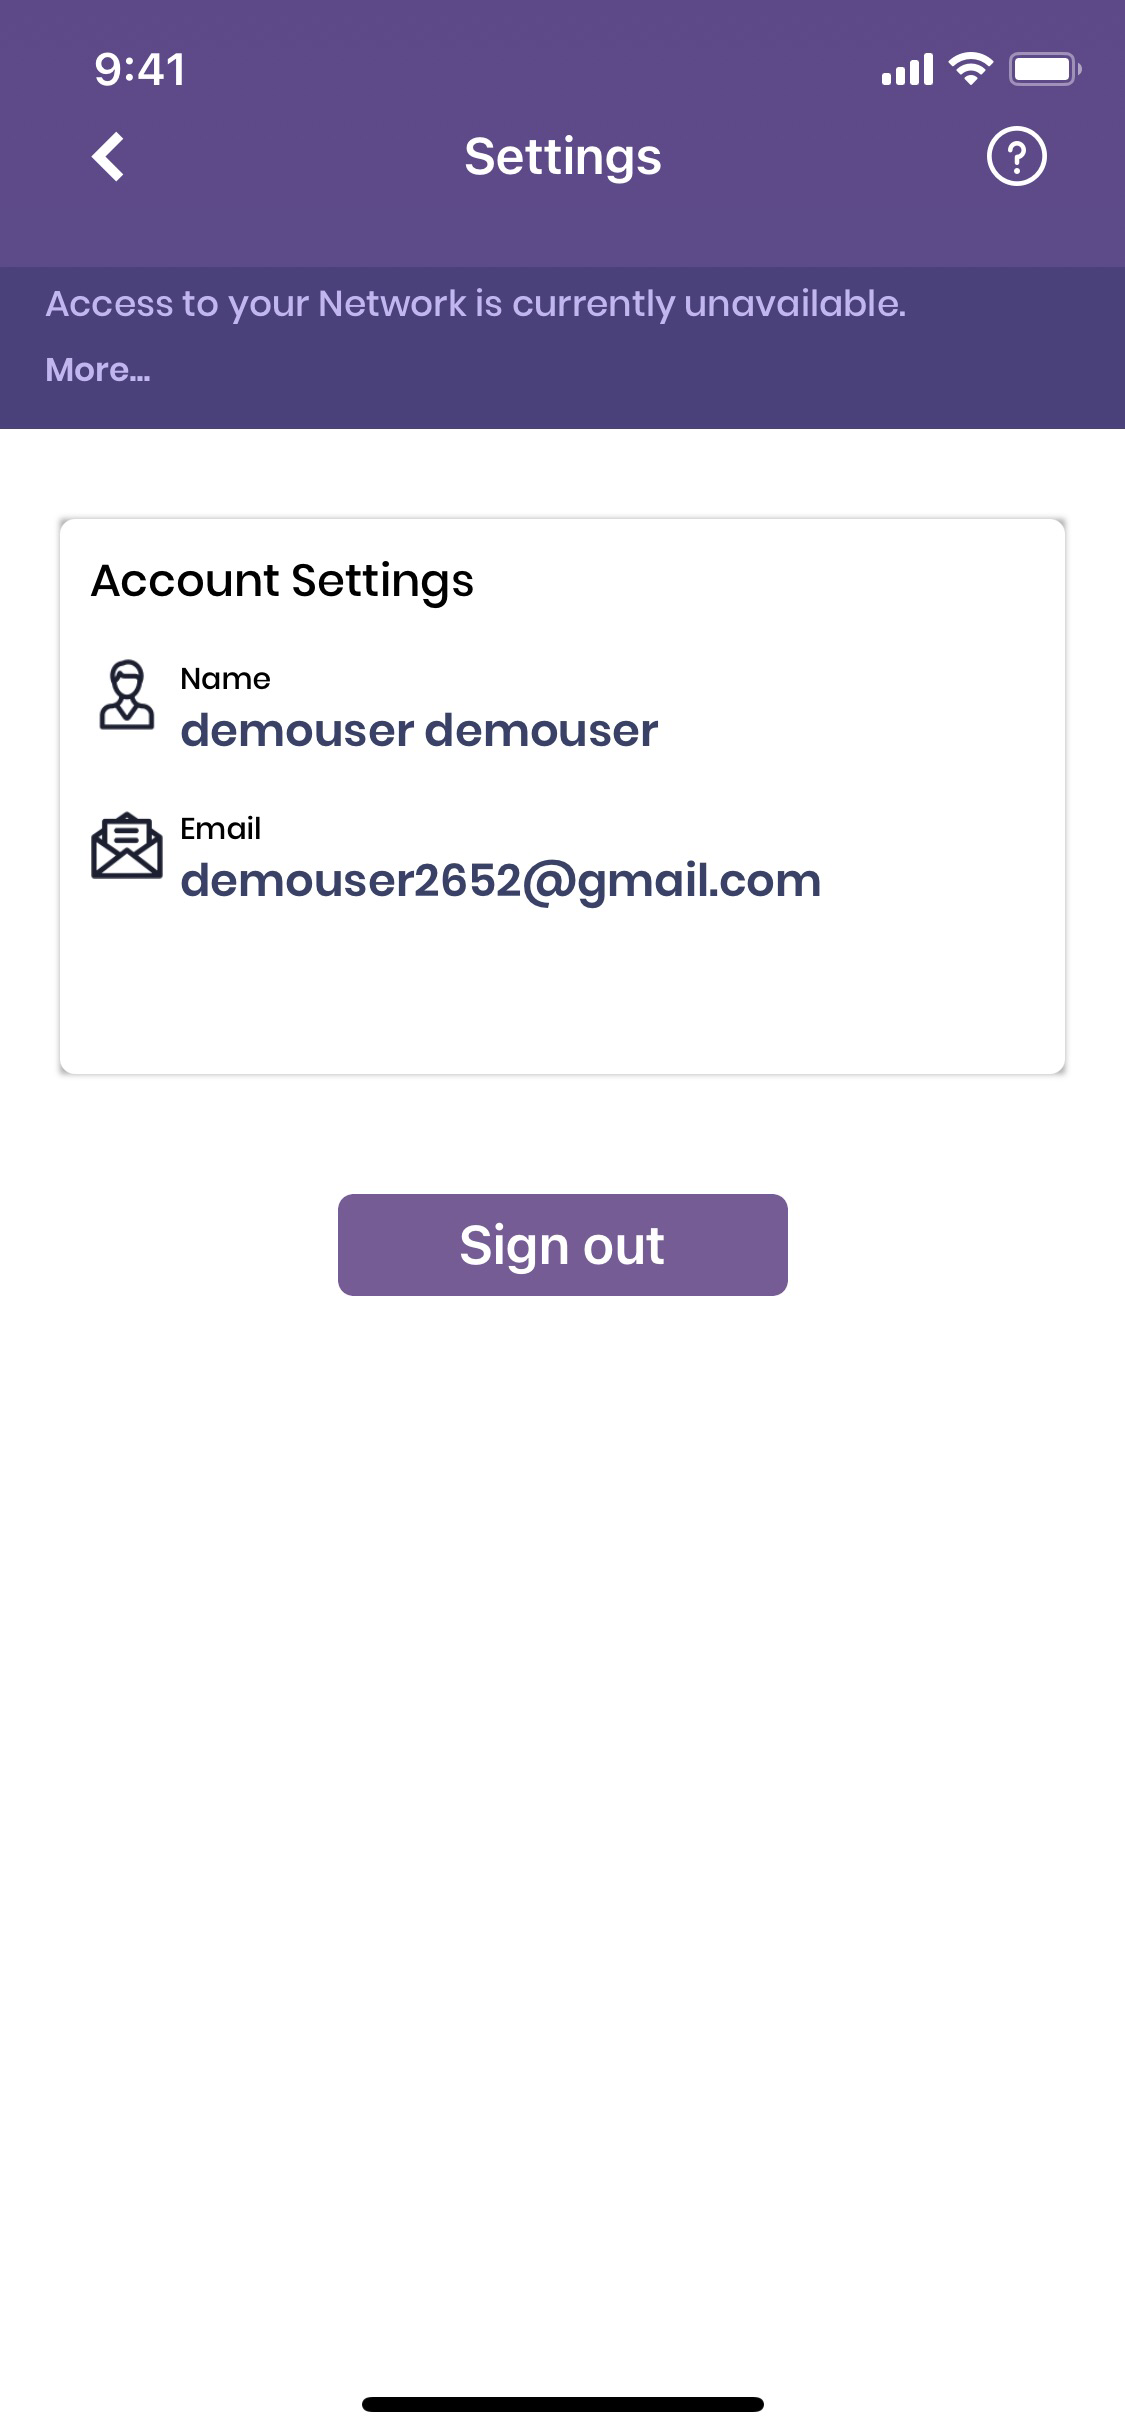 9:41
Settings
Access to your Network is currently unavailable.
More...
Account Settings
Name
demouser demouser
Email
demouser2652@gmail.com
Sign out